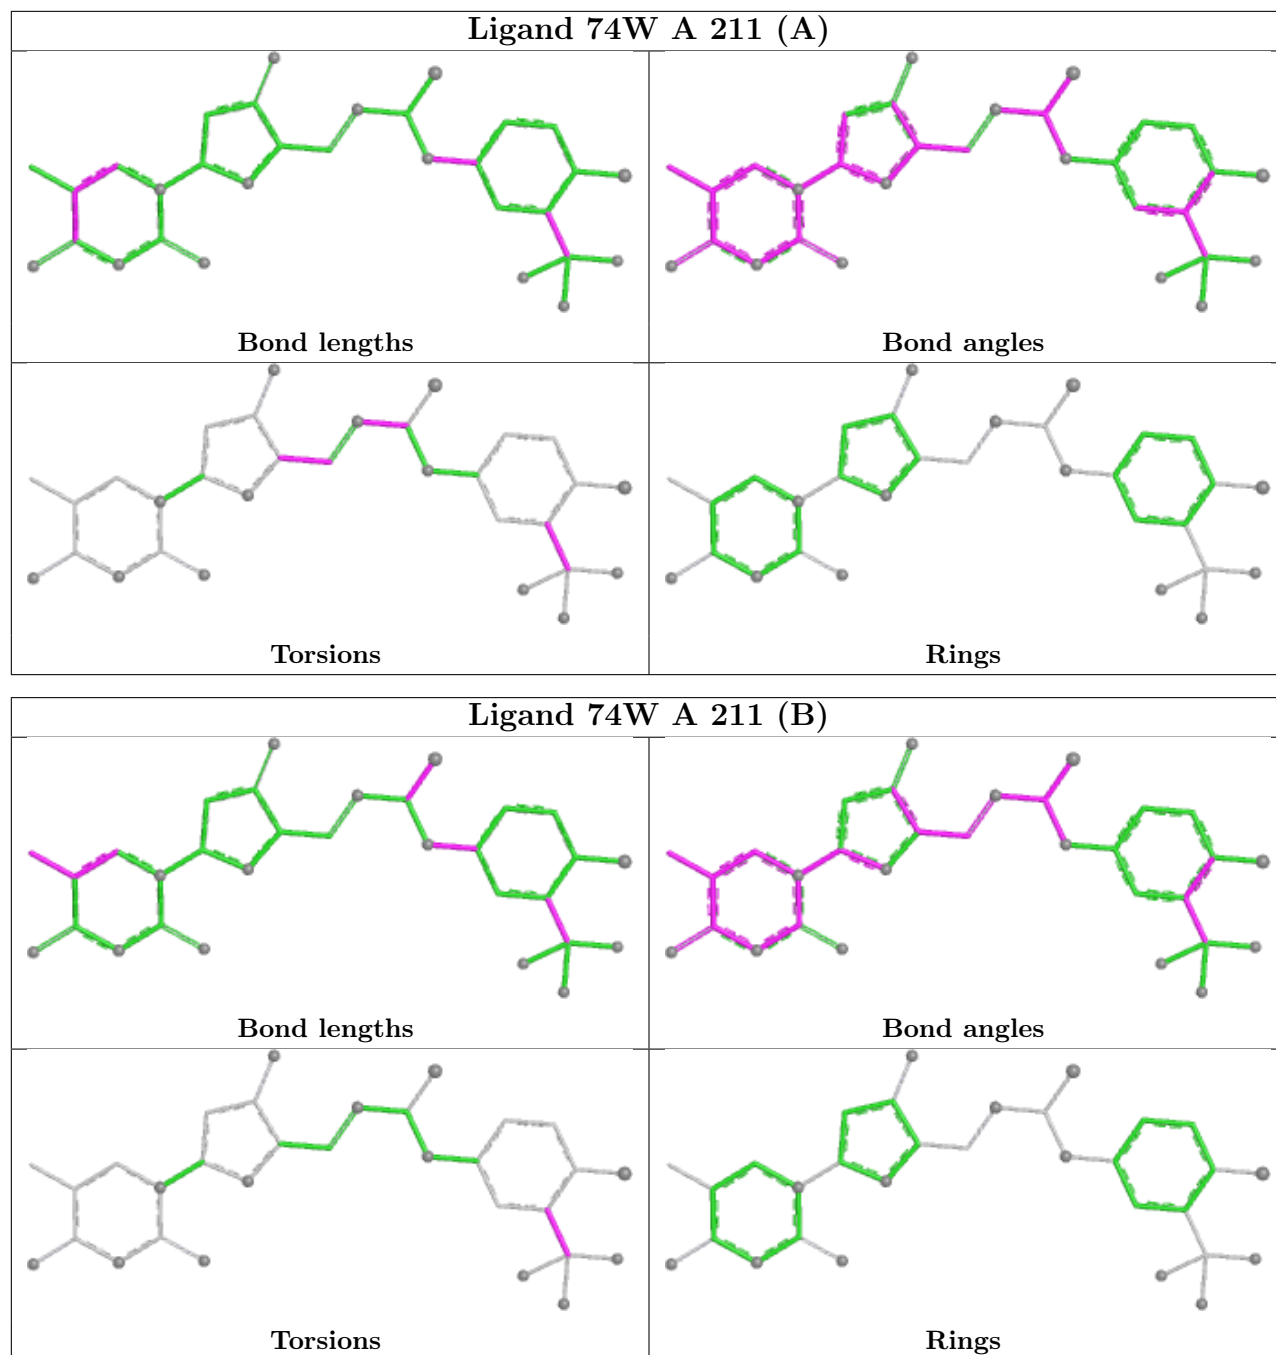 Ligand 74W A 211 (A)
Bond lengths
Bond angles
Torsions
Rings
Ligand 74W A 211 (B)
Bond lengths
Bond angles
Torsions
Rings